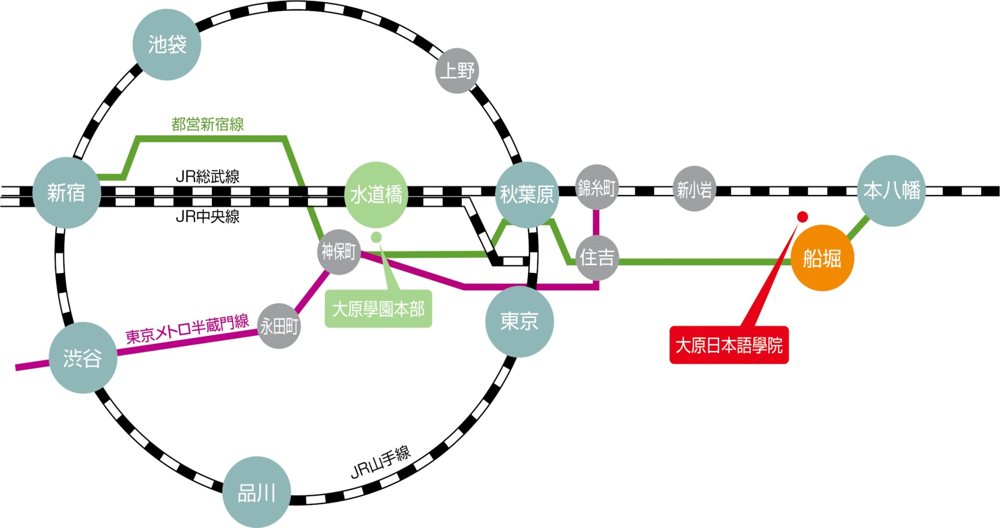 池袋
上野
都営新宿線
JR総武線
新宿
水道橋
秋葉原
錦糸町
新小岩
本八幡
JR中央線
神保町
住吉
船堀
大原學園本部
東京
東京メトロ半蔵門線
永田町
大原日本語學院
渋谷
JR山手線
品川